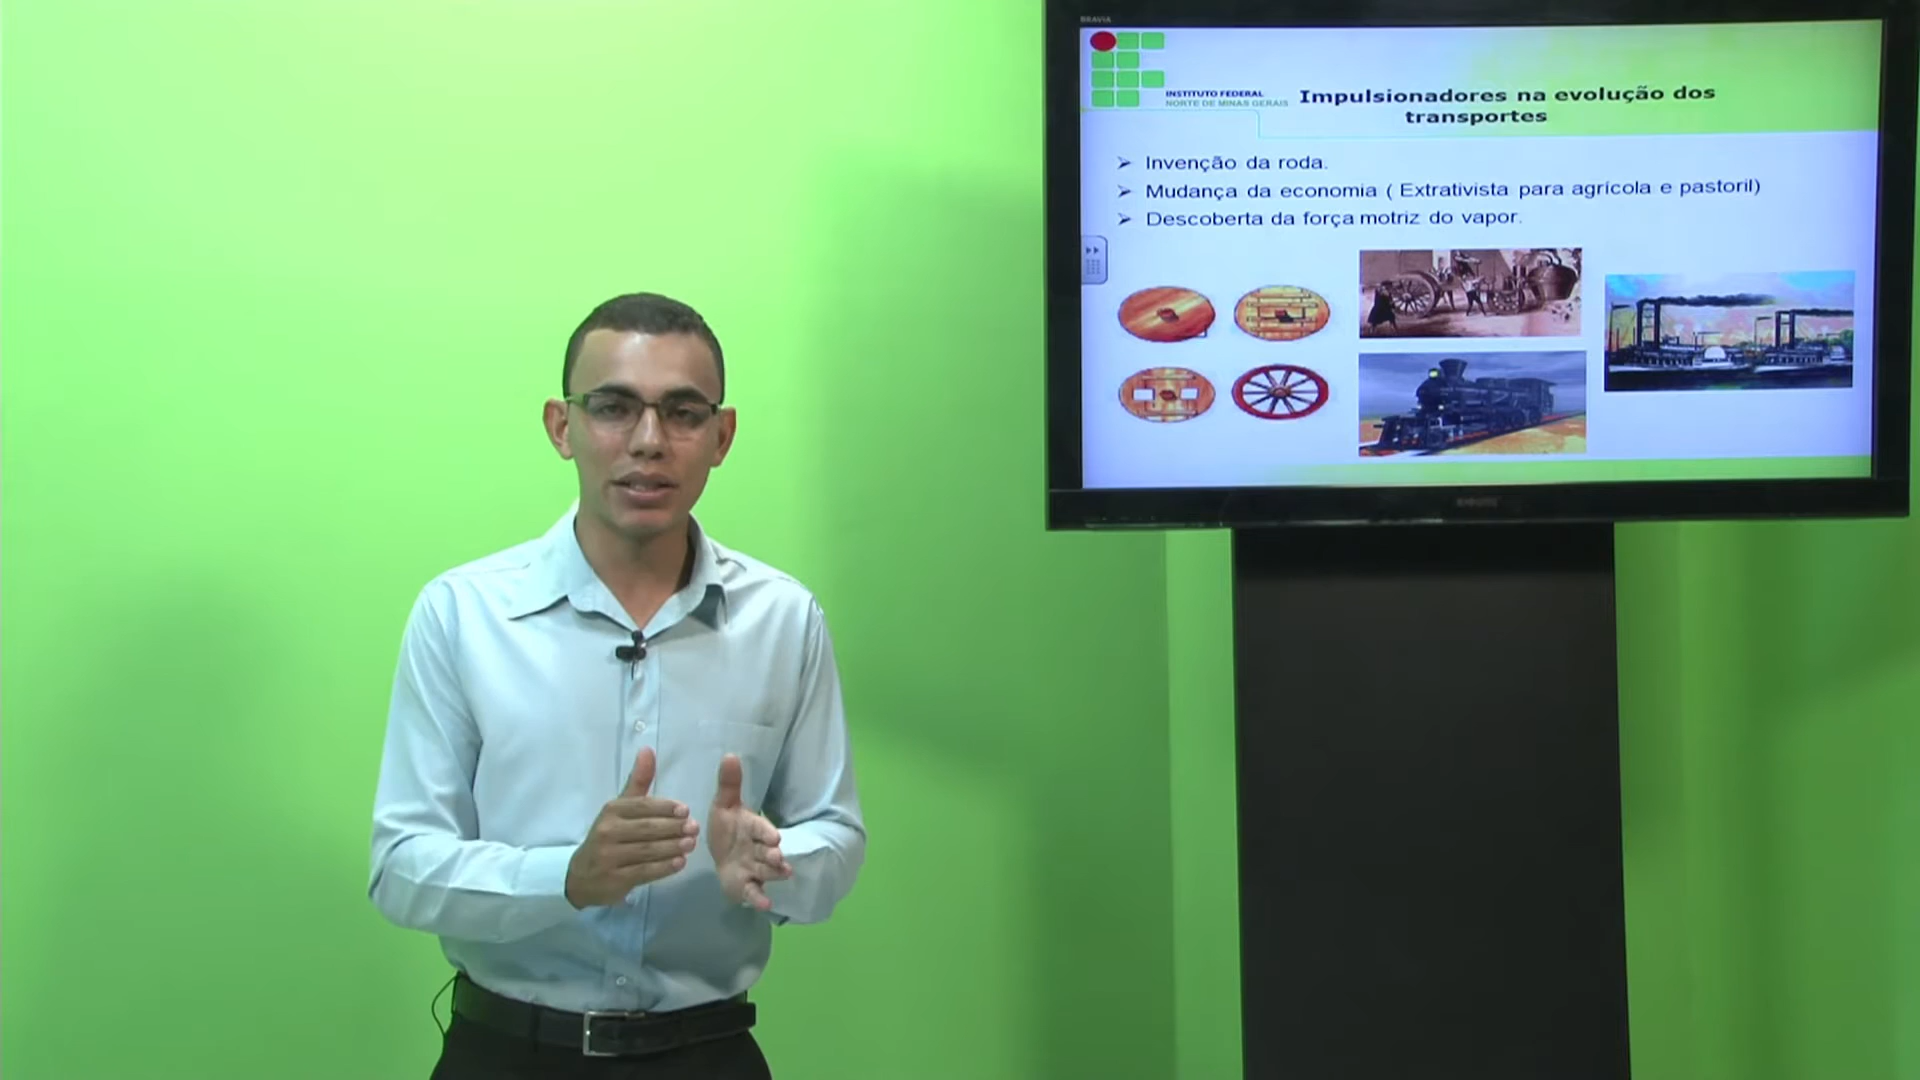 BRAVIA
INSTITUTO FEDERAL
NORTE DE MINAS GERAIS
Impulsionadores na evolução dos
transportes
➢ Invenção da roda.
➢ Mudança da economia ( Extrativista para agrícola e pastoril)
➢ Descoberta da força motriz do vapor.